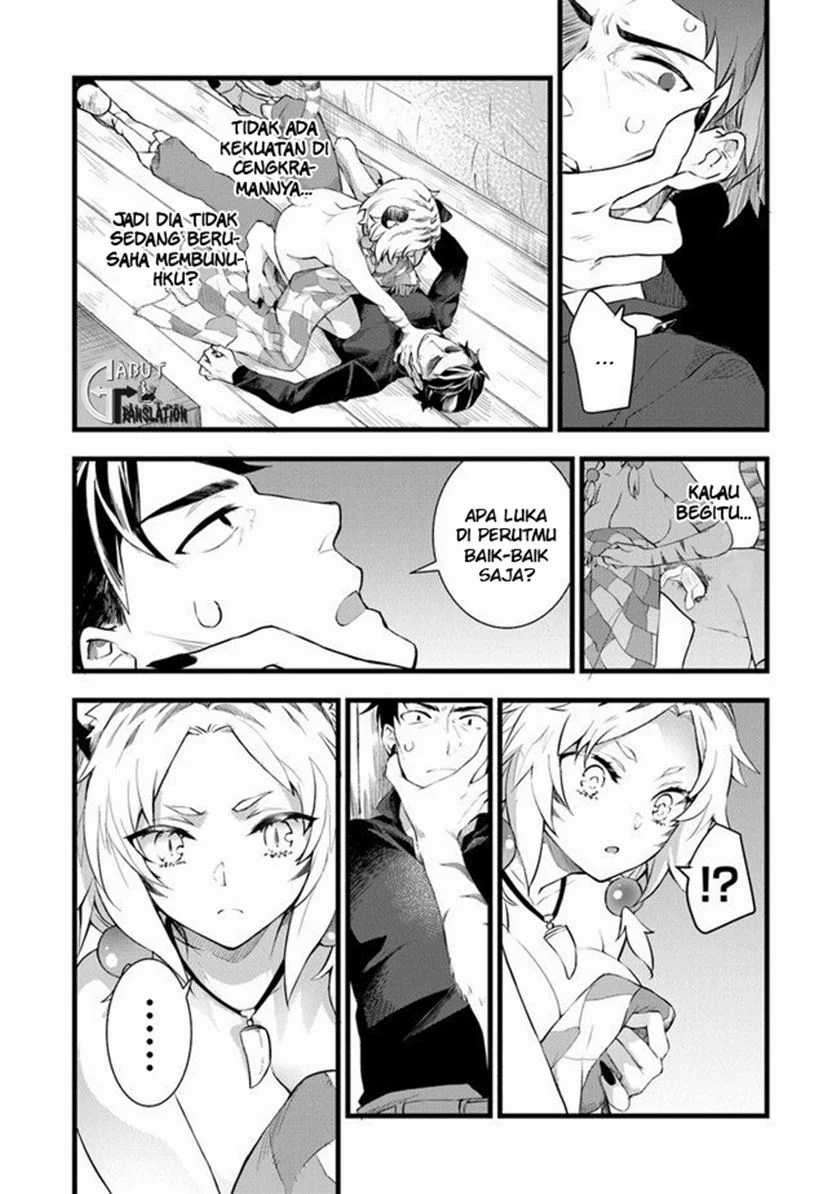 ...
TIDAK ADA
KEKUATAN DI
CENGKRA-
MANNYA...
JADI DIA TIDAK
SEDANG BERU-
SAHA MEMBUNU-
HKU?
GABUT
&
TRANSLATION
KALAU
BEGITU...
APA LUKA
DI PERUTMU
BAIK-BAIK
SAJA?
!?
......